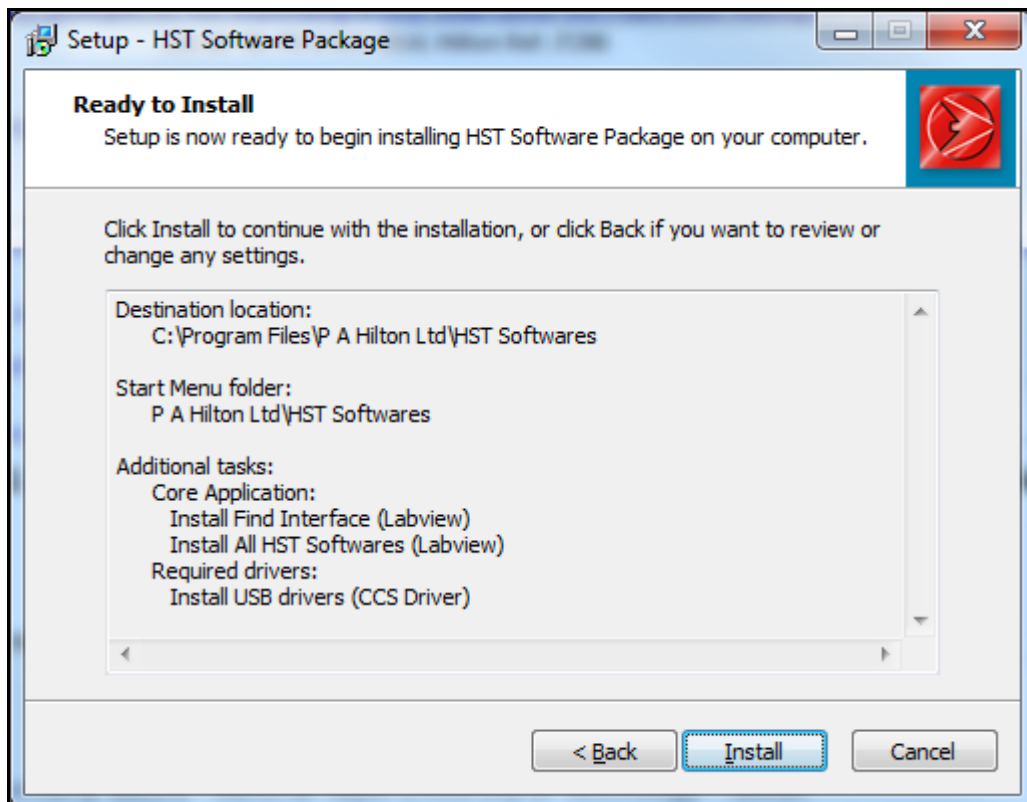 Setup - HST Software Package
Ready to Install
Setup is now ready to begin installing HST Software Package on your computer.
Click Install to continue with the installation, or click Back if you want to review or
change any settings.
Destination location:
C:\Program Files\P A Hilton Ltd\HST Softwares
Start Menu folder:
P A Hilton Ltd\HST Softwares
Additional tasks:
Core Application:
Install Find Interface (Labview)
Install All HST Softwares (Labview)
Required drivers:
Install USB drivers (CCS Driver)
< Back
Install
Cancel